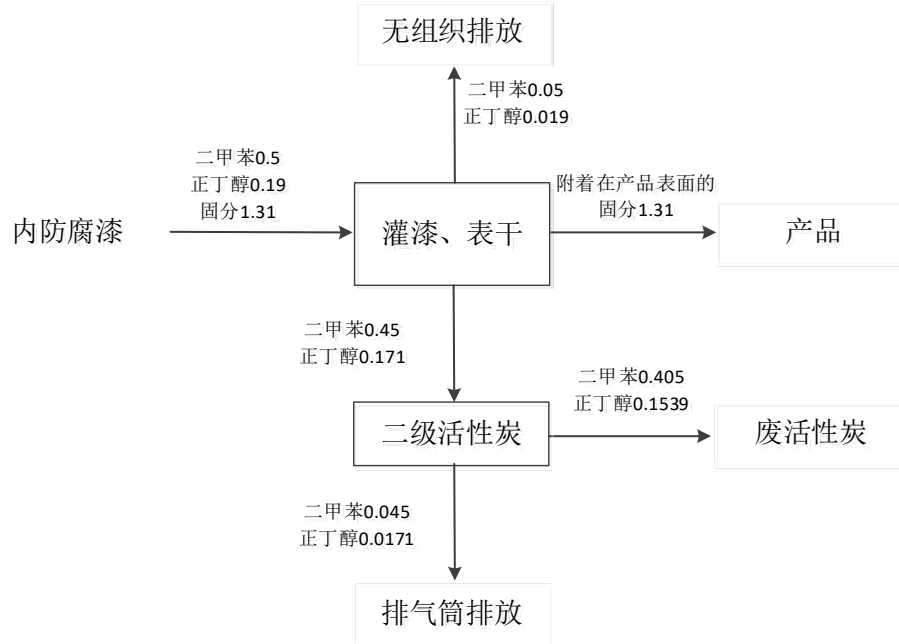 无组织排放
二甲苯0.05
正丁醇0.019
二甲苯0.5
正丁醇0.19
固分1.31
内防腐漆
灌漆、表干
附着在产品表面的
固分1.31
产品
二甲苯0.45
正丁醇0.171
二级活性炭
二甲苯0.405
正丁醇0.1539
废活性炭
二甲苯0.045
正丁醇0.0171
排气筒排放